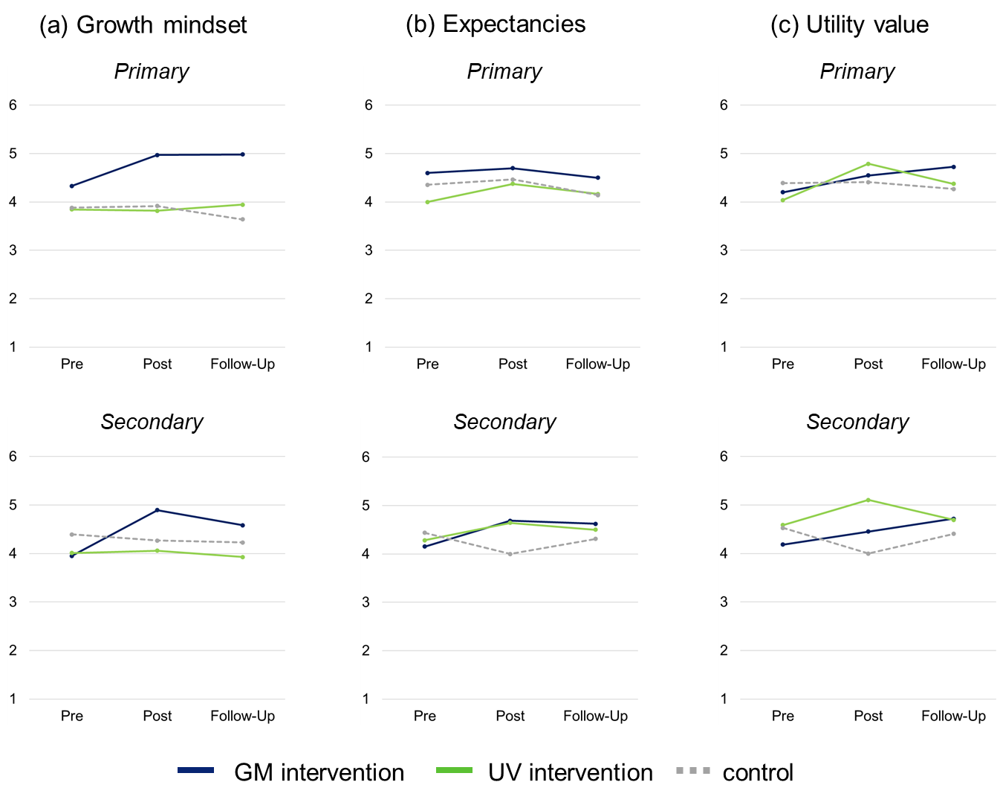 (a) Growth mindset
(b) Expectancies
(c) Utility value
Primary
Primary
Primary
6
5
4
3
2
1
Pre Post Follow-Up
6
5
4
3
2
1
Pre Post Follow-Up
6
5
4
3
2
1
Pre Post Follow-Up
Secondary
Secondary
Secondary
6
5
4
3
2
1
Pre Post Follow-Up
6
5
4
3
2
1
Pre Post Follow-Up
6
5
4
3
2
1
Pre Post Follow-Up
GM intervention
UV intervention
control